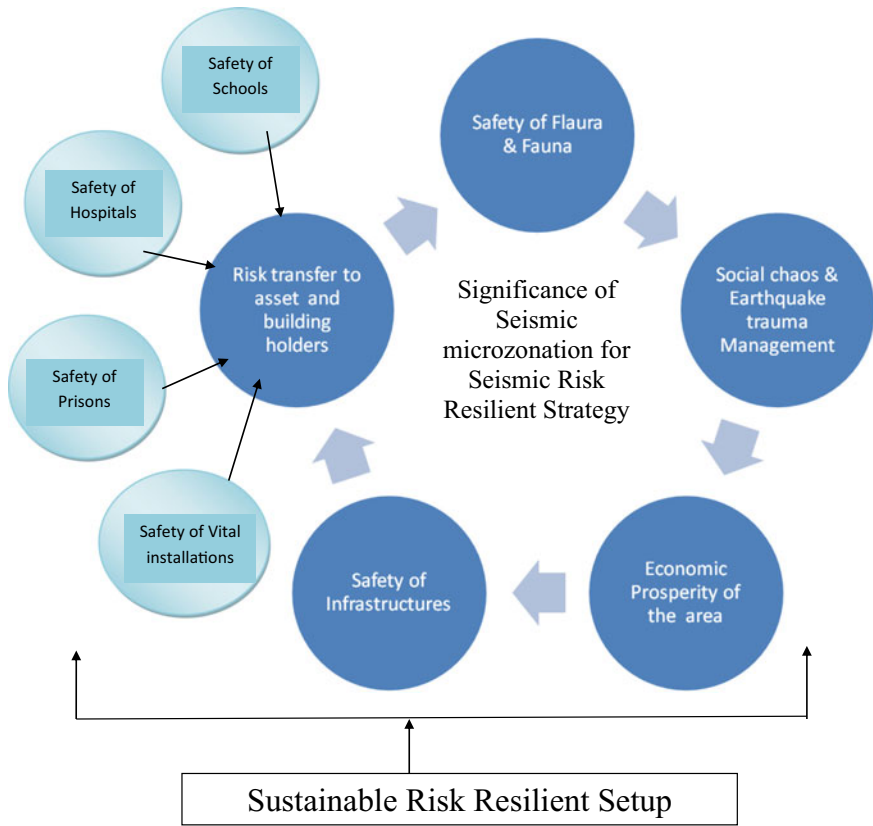 Safety of
Schools
Safety of
Hospitals
Safety of
Prisons
Safety of Vital
installations
Risk transfer to
asset and
building
holders
Safety of Flaura
& Fauna
Social chaos &
Earthquake
trauma
Management
Economic
Prosperity of
the area
Safety of
Infrastructures
Significance of
Seismic
microzonation for
Seismic Risk
Resilient Strategy
Sustainable Risk Resilient Setup